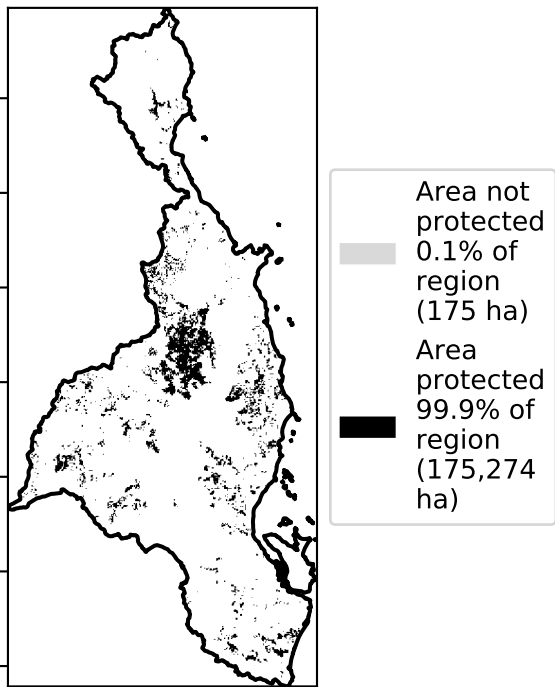 Area not
protected
0.1% of
region
(175 ha)
Area
protected
99.9% of
region
(175,274
ha)